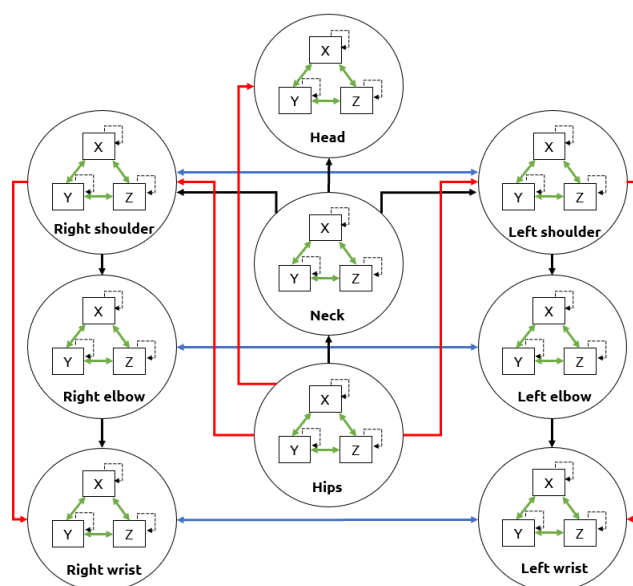 X
Y Z
Head
X
Y Z
Right shoulder
X
Y Z
Neck
X
Y Z
Left shoulder
X
Y Z
Right elbow
X
Y Z
Left elbow
X
Y Z
Hips
X
Y Z
Right wrist
X
Y Z
Left wrist